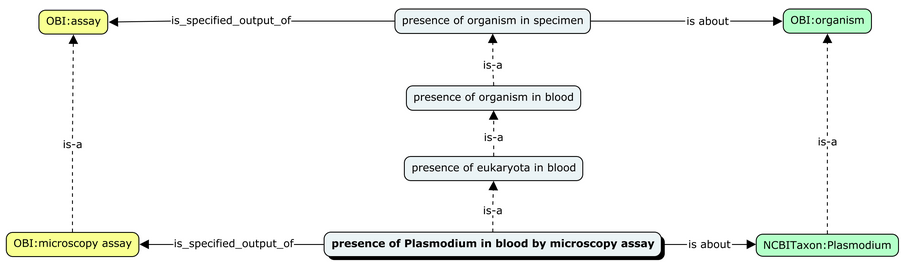 OBI:assay is_specified_output_of presence of organism in specimen is about OBI:organism
is-a
presence of organism in blood
is-a is-a is-a
presence of eukaryota in blood
is-a
OBI:microscopy assay is_specified_output_of presence of Plasmodium in blood by microscopy assay is about NCBITaxon:Plasmodium